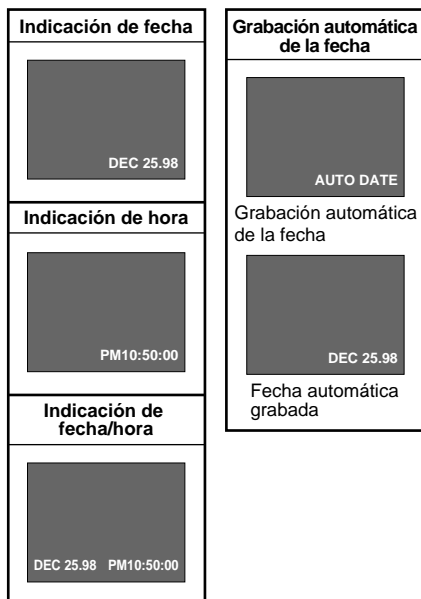 Indicación de fecha
DEC 25.98
Indicación de hora
PM10:50:00
Indicación de
fecha/hora
DEC 25.98 PM10:50:00
Grabación automática
de la fecha
AUTO DATE
Grabación automática
de la fecha
DEC 25.98
Fecha automática
grabada